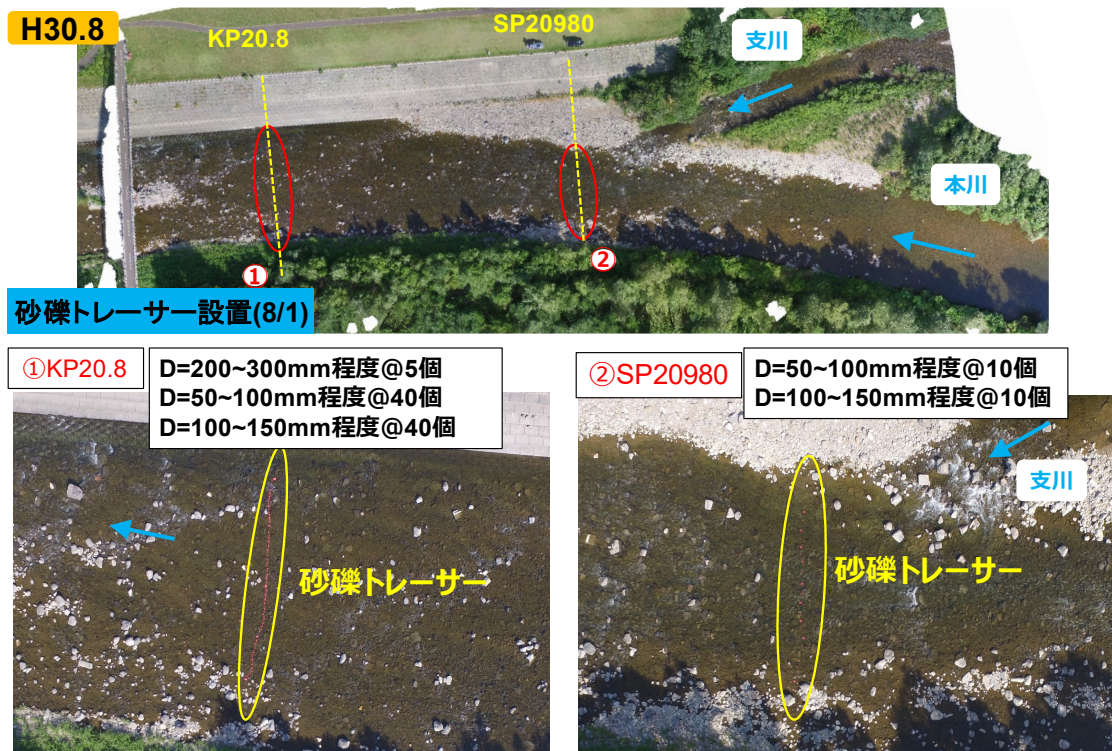 H30.8
KP20.8
SP20980
支川
本川
①
②
砂礫トレーサー設置(8/1)
①KP20.8
D=200~300mm程度@5個
D=50~100mm程度@40個
D=100~150mm程度@40個
砂礫トレーサー
②SP20980
D=50~100mm程度@10個
D=100~150mm程度@10個
支川
砂礫トレーサー